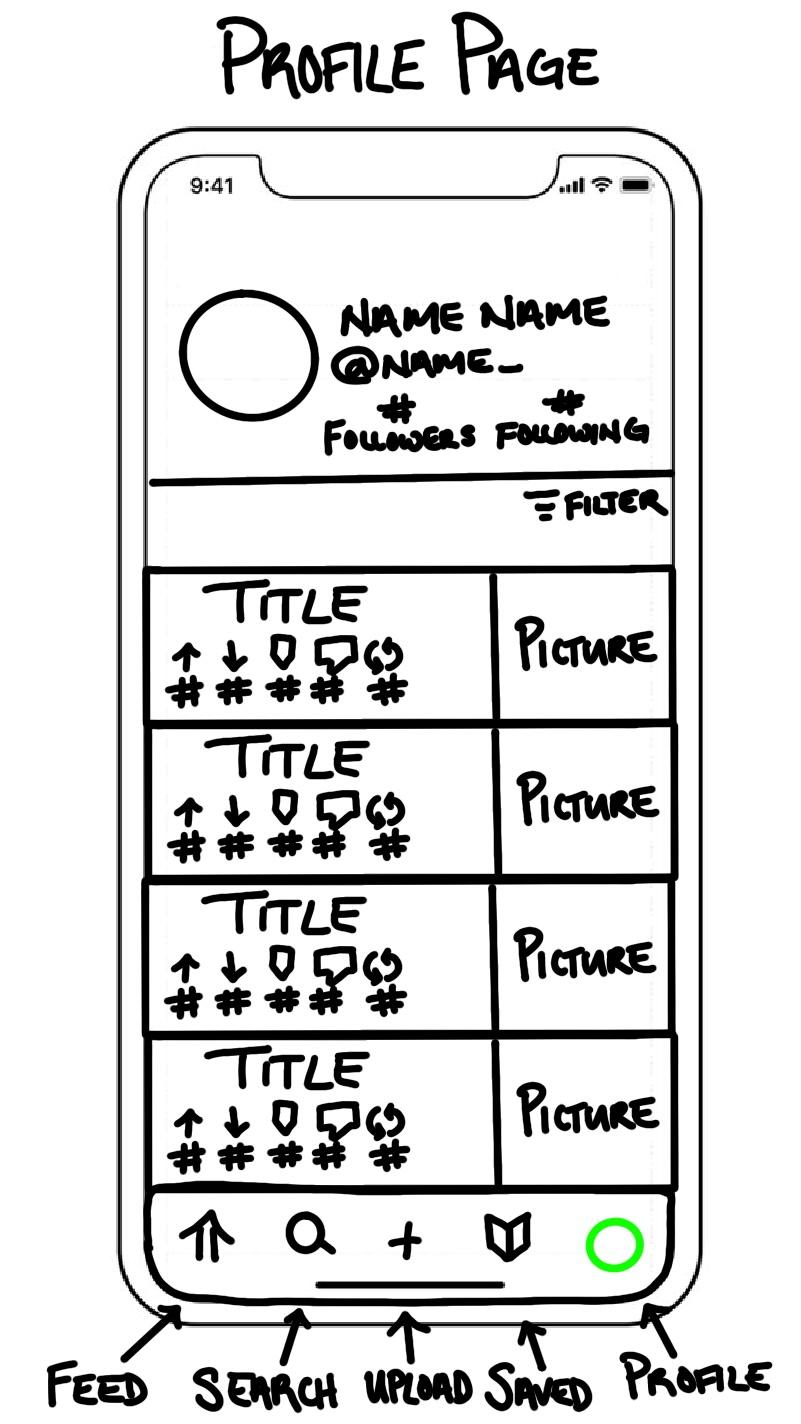 PROFILE PAGE
9:41
NAME NAME
@NAME_
# #
FOLLOWERS FOLLOWING
FILTER
TITLE
PICTURE
# # # # #
TITLE
PICTURE
# # # # #
TITLE
PICTURE
# # # # #
TITLE
PICTURE
# # # # #
FEED SEARCH UPLOAD SAVED PROFILE